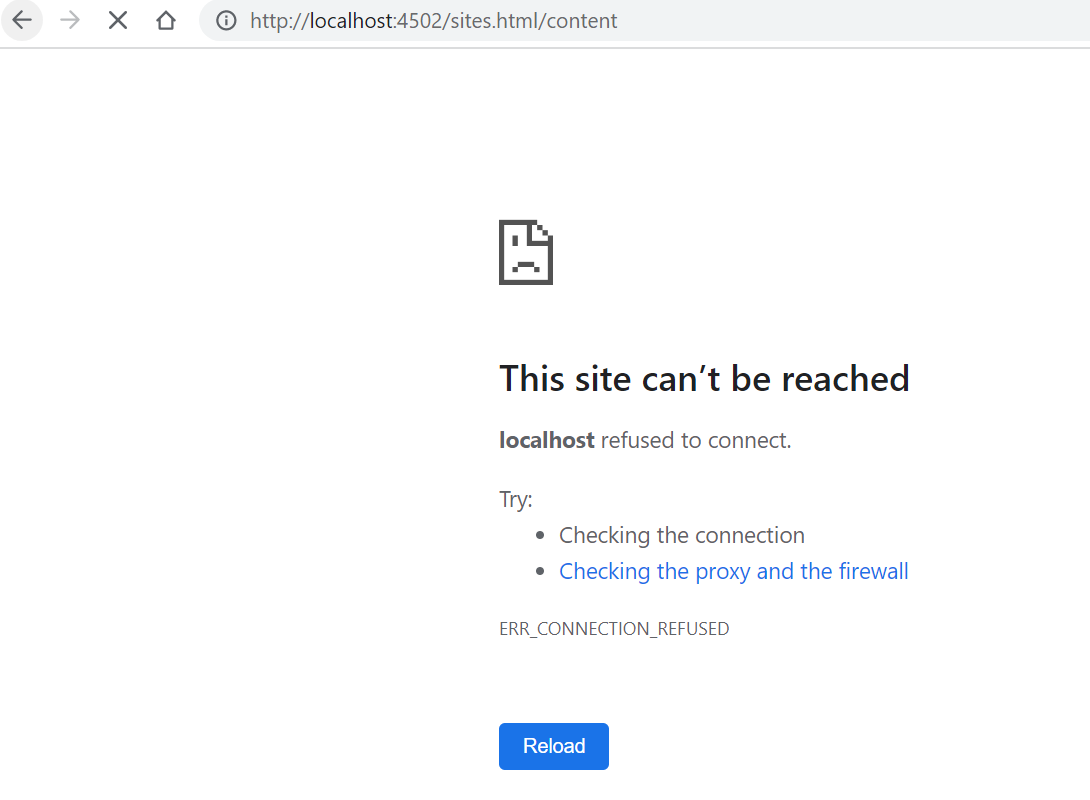 http://localhost:4502/sites.html/content
This site can’t be reached
localhost refused to connect.
Try:
• Checking the connection
• Checking the proxy and the firewall
ERR_CONNECTION_REFUSED
Reload